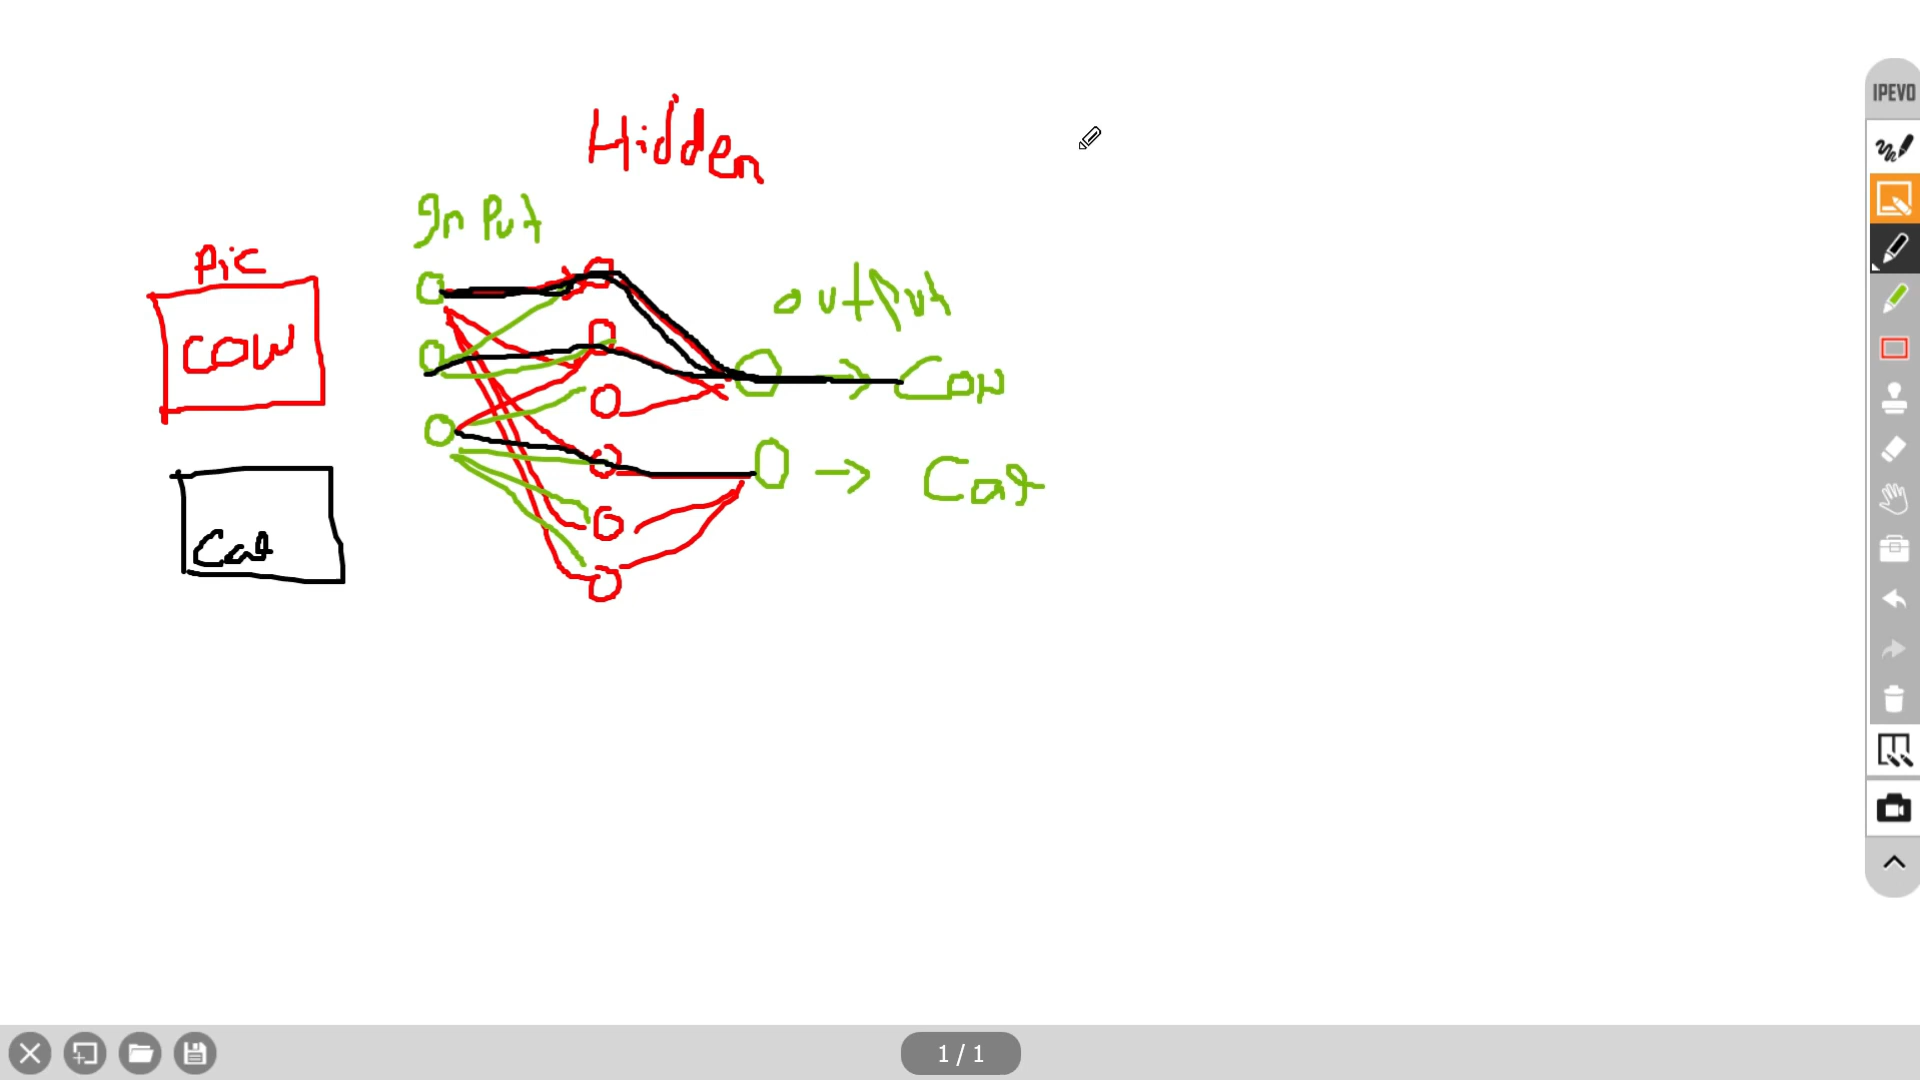 Hidden
InPut
Pic
output
COW
Cow
Cat
Cat
IPEVO
1 / 1